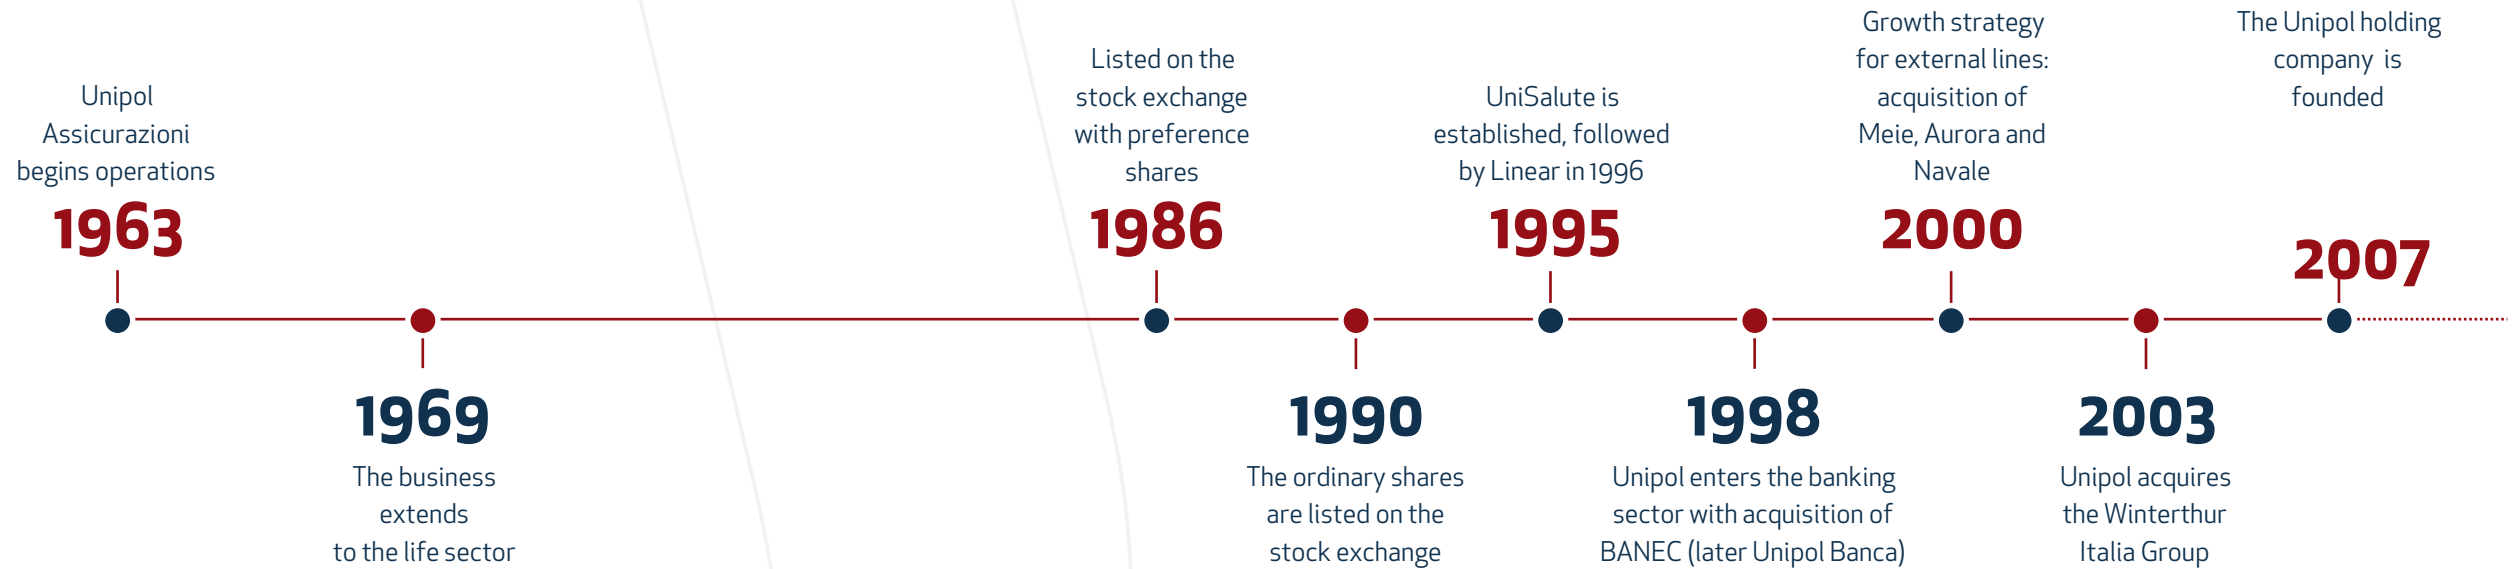 Unipol
Assicurazioni
begins operations
1963
1969
The business
extends
to the life sector
Listed on the
stock exchange
with preference
shares
1986
1990
The ordinary shares
are listed on the
stock exchange
UniSalute is
established, followed
by Linear in 1996
1995
1998
Unipol enters the banking
sector with acquisition of
BANEC (later Unipol Banca)
Growth strategy
for external lines:
acquisition of
Meie, Aurora and
Navale
2000
2003
Unipol acquires
the Winterthur
Italia Group
The Unipol holding
company is
founded
2007